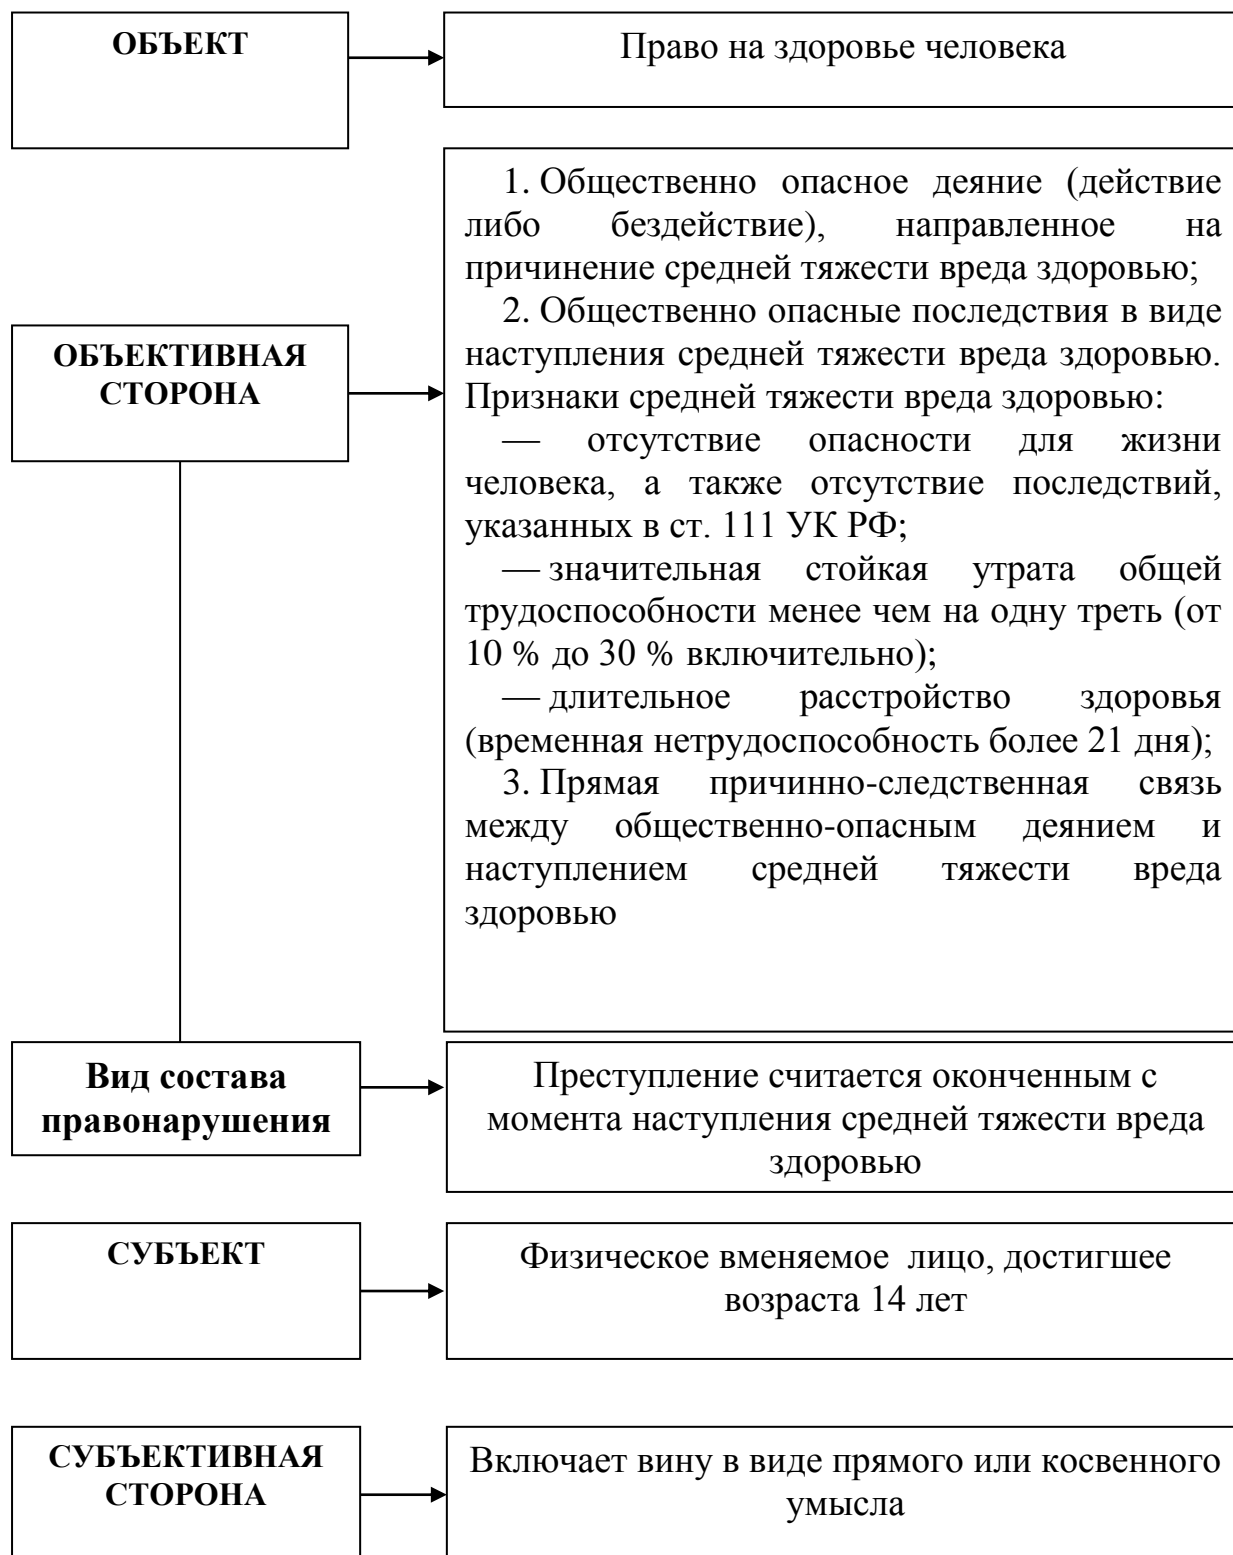 ОБЪЕКТ
Право на здоровье человека
1. Общественно опасное деяние (действие
либо бездействие), направленное на
причинение средней тяжести вреда здоровью;
2. Общественно опасные последствия в виде
наступления средней тяжести вреда здоровью.
Признаки средней тяжести вреда здоровью:
— отсутствие опасности для жизни
человека, а также отсутствие последствий,
указанных в ст. 111 УК РФ;
— значительная стойкая утрата общей
трудоспособности менее чем на одну треть (от
10 % до 30 % включительно);
— длительное расстройство здоровья
(временная нетрудоспособность более 21 дня);
3. Прямая причинно-следственная связь
между общественно-опасным деянием и
наступлением средней тяжести вреда
здоровью
ОБЪЕКТИВНАЯ
СТОРОНА
Вид состава
правонарушения
Преступление считается оконченным с
момента наступления средней тяжести вреда
здоровью
СУБЪЕКТ
Физическое вменяемое лицо, достигшее
возраста 14 лет
СУБЪЕКТИВНАЯ
СТОРОНА
Включает вину в виде прямого или косвенного
умысла